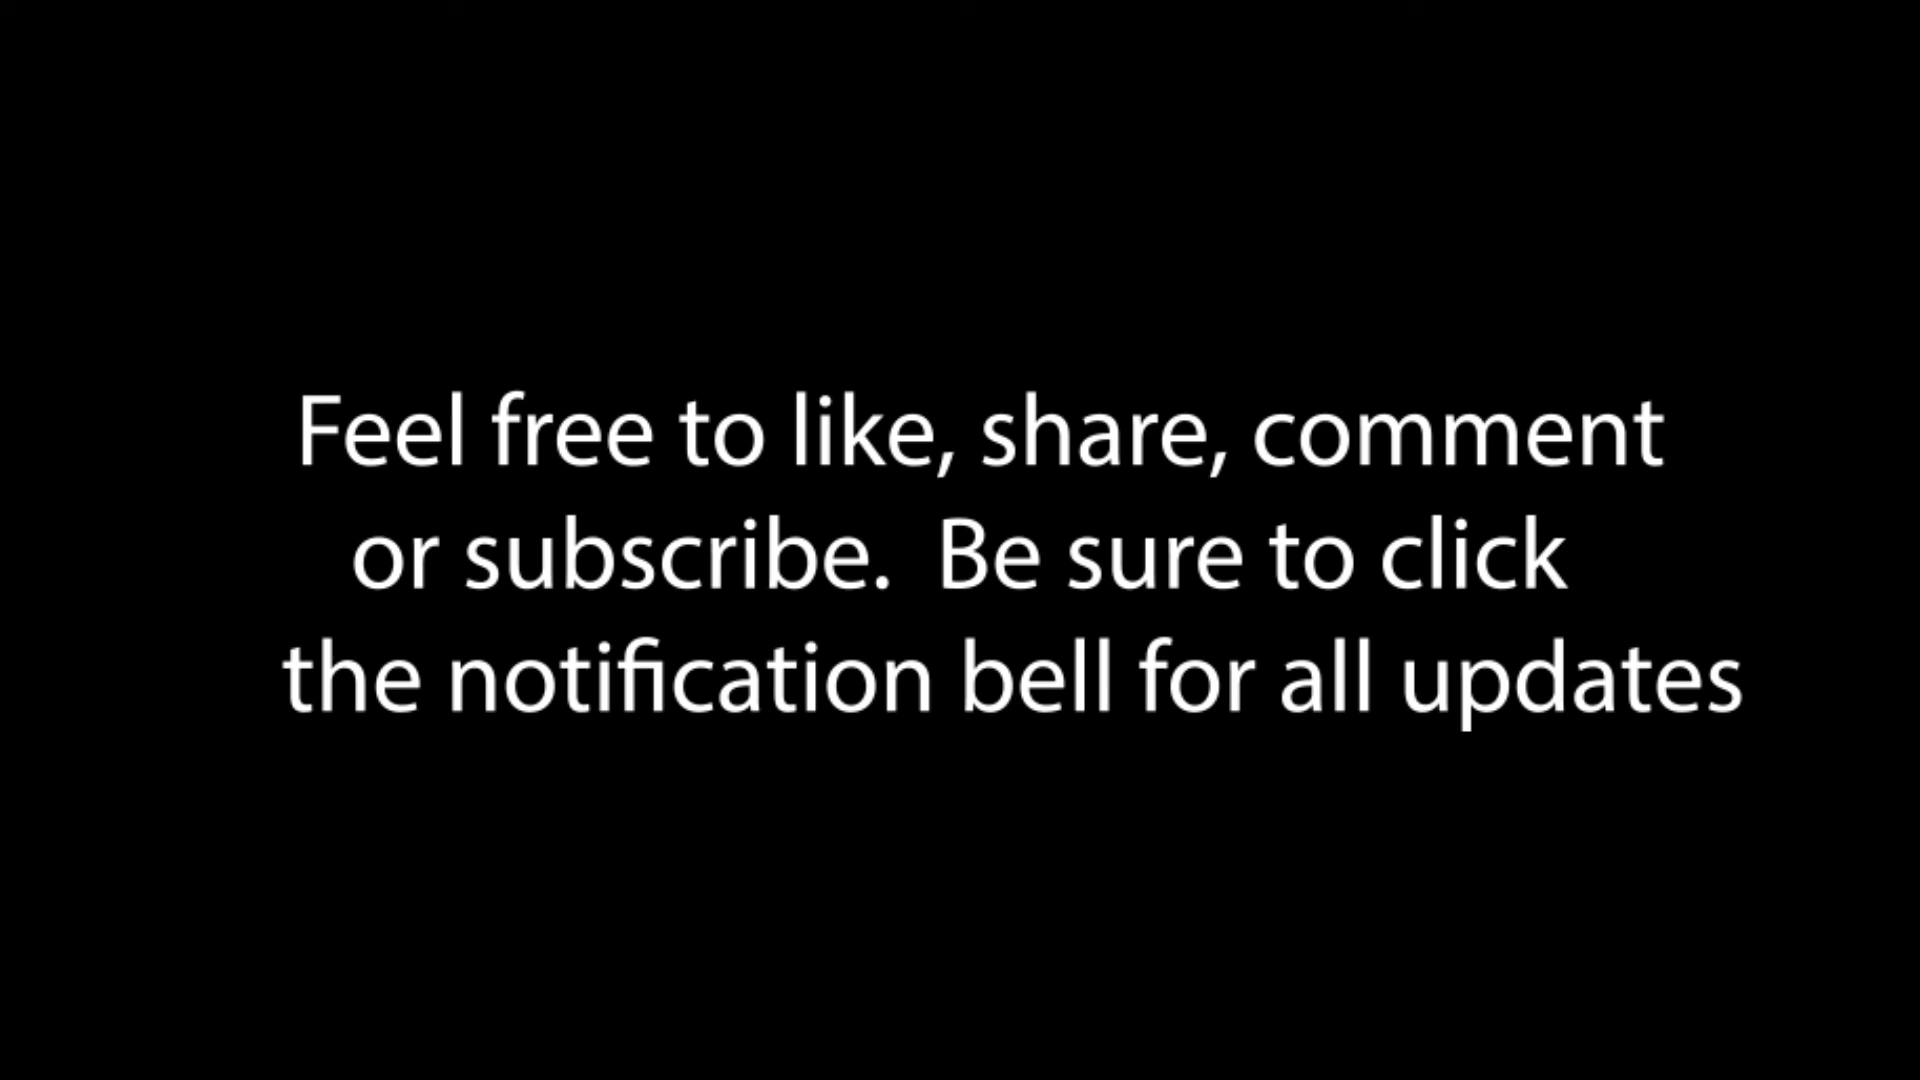 Feel free to like, share, comment
or subscribe.  Be sure to click
the notification bell for all updates